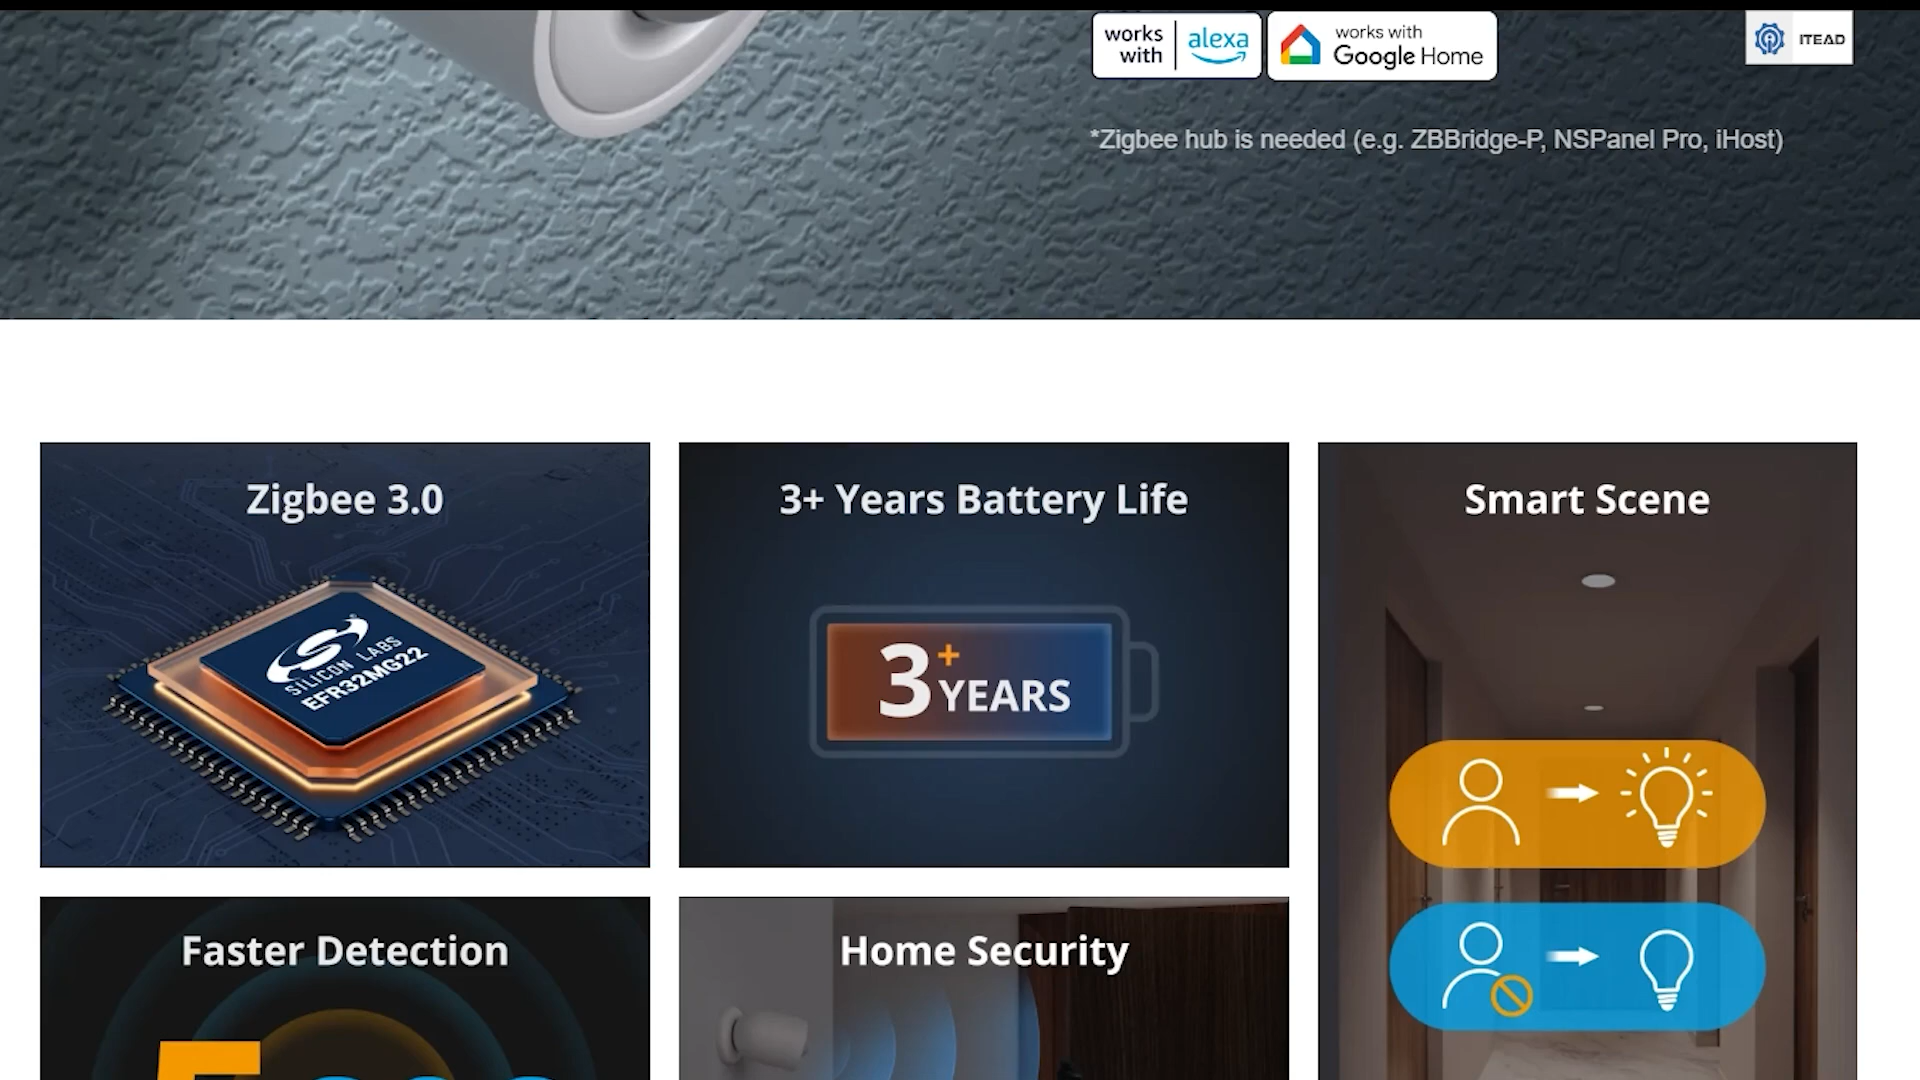 works with alexa
works with Google Home
ITEAD
*Zigbee hub is needed (e.g. ZBBridge-P, NSPanel Pro, iHost)
Zigbee 3.0
3+ Years Battery Life
Smart Scene
SILICON LABS
EFR32MG22
3+ YEARS
Faster Detection
Home Security